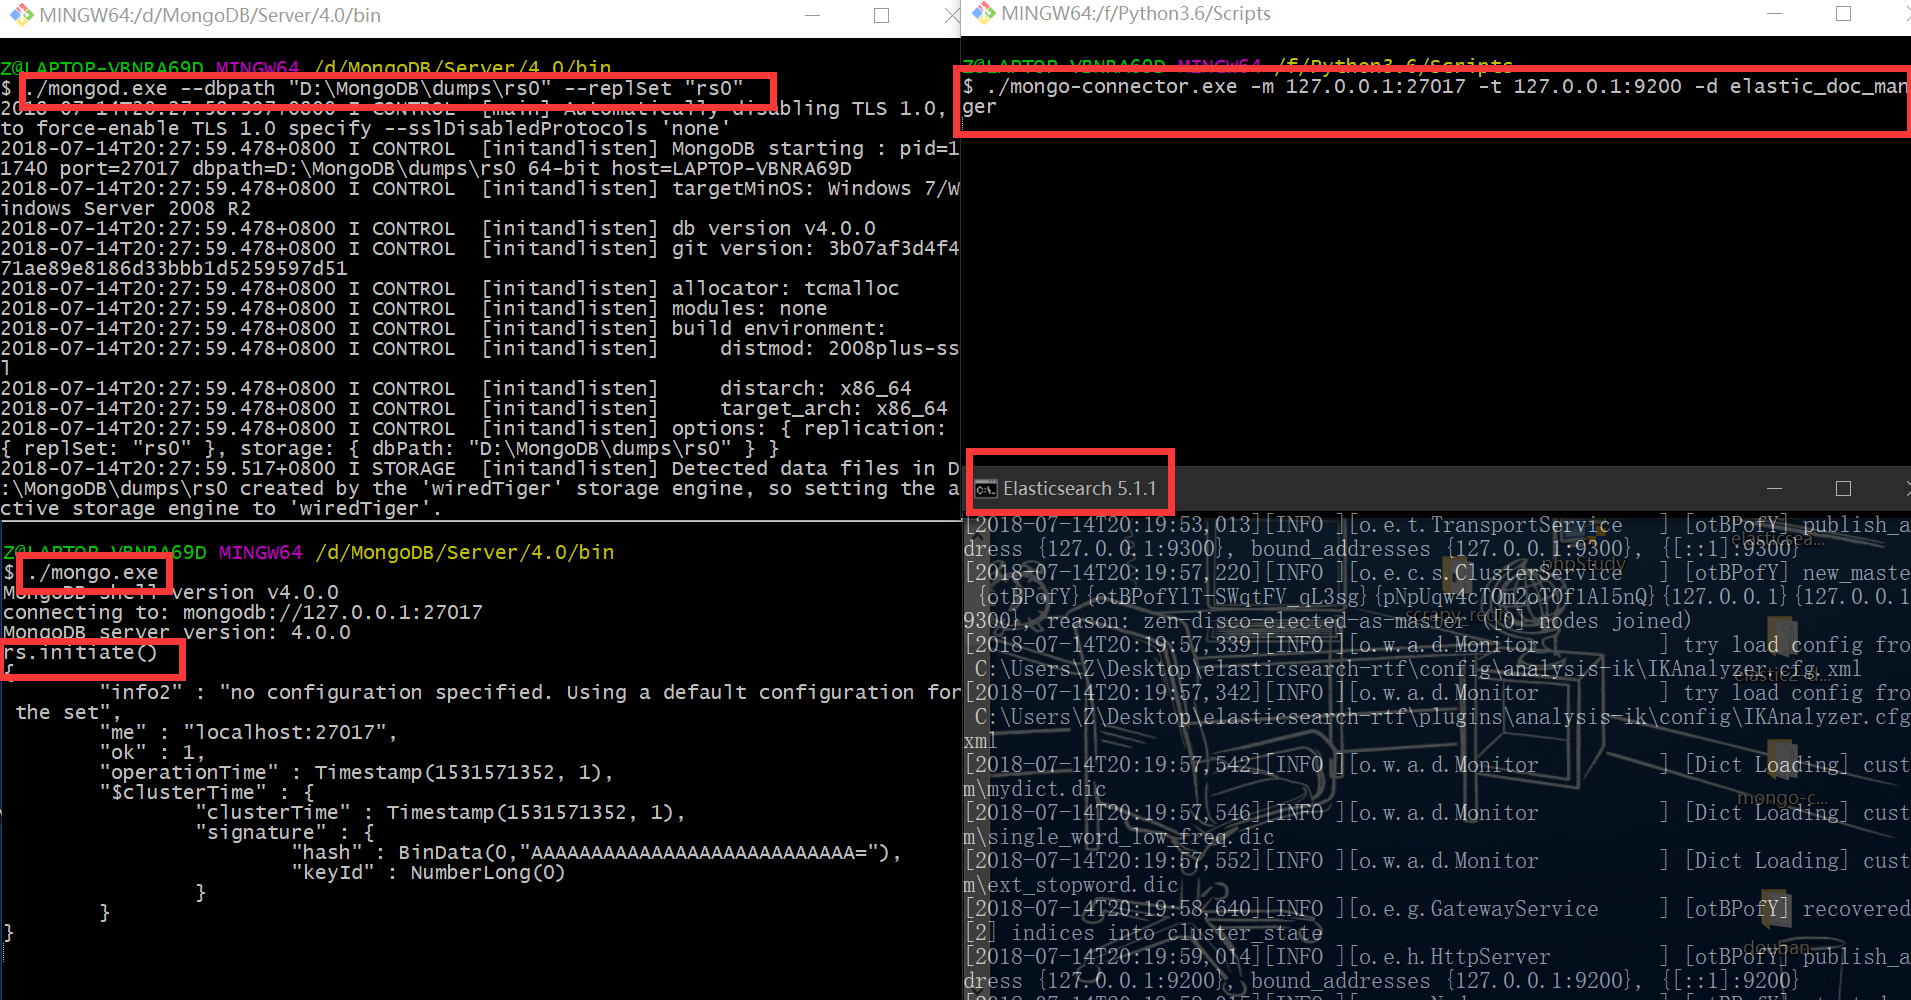 MINGW64:/d/MongoDB/Server/4.0/bin
Z@LAPTOP-VBNRA69D MINGW64 /d/MongoDB/Server/4.0/bin
$ ./mongod.exe --dbpath "D:\MongoDB\dumps\rs0" --replSet "rs0"
2018-07-14T20:27:58.397+0800 I CONTROL  [main] Automatically disabling TLS 1.0,
to force-enable TLS 1.0 specify --sslDisabledProtocols 'none'
2018-07-14T20:27:59.478+0800 I CONTROL  [initandlisten] MongoDB starting : pid=1
1740 port=27017 dbpath=D:\MongoDB\dumps\rs0 64-bit host=LAPTOP-VBNRA69D
2018-07-14T20:27:59.478+0800 I CONTROL  [initandlisten] targetMinOS: Windows 7/W
indows Server 2008 R2
2018-07-14T20:27:59.478+0800 I CONTROL  [initandlisten] db version v4.0.0
2018-07-14T20:27:59.478+0800 I CONTROL  [initandlisten] git version: 3b07af3d4f4
71ae89e8186d33bbb1d5259597d51
2018-07-14T20:27:59.478+0800 I CONTROL  [initandlisten] allocator: tcmalloc
2018-07-14T20:27:59.478+0800 I CONTROL  [initandlisten] modules: none
2018-07-14T20:27:59.478+0800 I CONTROL  [initandlisten] build environment:
2018-07-14T20:27:59.478+0800 I CONTROL  [initandlisten]     distmod: 2008plus-ss
l
2018-07-14T20:27:59.478+0800 I CONTROL  [initandlisten]     distarch: x86_64
2018-07-14T20:27:59.478+0800 I CONTROL  [initandlisten]     target_arch: x86_64
2018-07-14T20:27:59.478+0800 I CONTROL  [initandlisten] options: { replication:
{ replSet: "rs0" }, storage: { dbPath: "D:\MongoDB\dumps\rs0" } }
2018-07-14T20:27:59.517+0800 I STORAGE  [initandlisten] Detected data files in D
:\MongoDB\dumps\rs0 created by the 'wiredTiger' storage engine, so setting the a
ctive storage engine to 'wiredTiger'.
Z@LAPTOP-VBNRA69D MINGW64 /d/MongoDB/Server/4.0/bin
$ ./mongo.exe
MongoDB shell version v4.0.0
connecting to: mongodb://127.0.0.1:27017
MongoDB server version: 4.0.0
rs.initiate()
{
"info2" : "no configuration specified. Using a default configuration for
the set",
"me" : "localhost:27017",
"ok" : 1,
"operationTime" : Timestamp(1531571352, 1),
"$clusterTime" : {
"clusterTime" : Timestamp(1531571352, 1),
"signature" : {
"hash" : BinData(0,"AAAAAAAAAAAAAAAAAAAAAAAAAAA="),
"keyId" : NumberLong(0)
}
}
}
MINGW64:/f/Python3.6/Scripts
Z@LAPTOP-VBNRA69D MINGW64 /f/Python3.6/Scripts
$ ./mongo-connector.exe -m 127.0.0.1:27017 -t 127.0.0.1:9200 -d elastic_doc_man
ger
Elasticsearch 5.1.1
[2018-07-14T20:19:53,013][INFO ][o.e.t.TransportService   ] [otBPofY] publish_a
dress {127.0.0.1:9300}, bound_addresses {127.0.0.1:9300}, {[::1]:9300}
[2018-07-14T20:19:57,220][INFO ][o.e.c.s.ClusterService   ] [otBPofY] new_maste
{otBPofY}{otBPofYlT-SWqtFV_qL3sg}{pNpUqw4cTOm2oTOf1Al5nQ}{127.0.0.1}{127.0.0.1
9300}, reason: zen-disco-elected-as-master ([0] nodes joined)
[2018-07-14T20:19:57,339][INFO ][o.w.a.d.Monitor          ] try load config fro
C:\Users\Z\Desktop\elasticsearch-rtf\config\analysis-ik\IKAnalyzer.cfg.xml
[2018-07-14T20:19:57,342][INFO ][o.w.a.d.Monitor          ] try load config fro
C:\Users\Z\Desktop\elasticsearch-rtf\plugins\analysis-ik\config\IKAnalyzer.cfg
xml
[2018-07-14T20:19:57,542][INFO ][o.w.a.d.Monitor          ] [Dict Loading] cust
m\mydict.dic
[2018-07-14T20:19:57,546][INFO ][o.w.a.d.Monitor          ] [Dict Loading] cust
m\single_word_low_freq.dic
[2018-07-14T20:19:57,552][INFO ][o.w.a.d.Monitor          ] [Dict Loading] cust
m\ext_stopword.dic
[2018-07-14T20:19:58,640][INFO ][o.e.g.GatewayService     ] [otBPofY] recovered
[2] indices into cluster_state
[2018-07-14T20:19:59,014][INFO ][o.e.h.HttpServer         ] [otBPofY] publish_a
dress {127.0.0.1:9200}, bound_addresses {127.0.0.1:9200}, {[::1]:9200}
elasticsea...
phpStudy
mongo-c...
douban